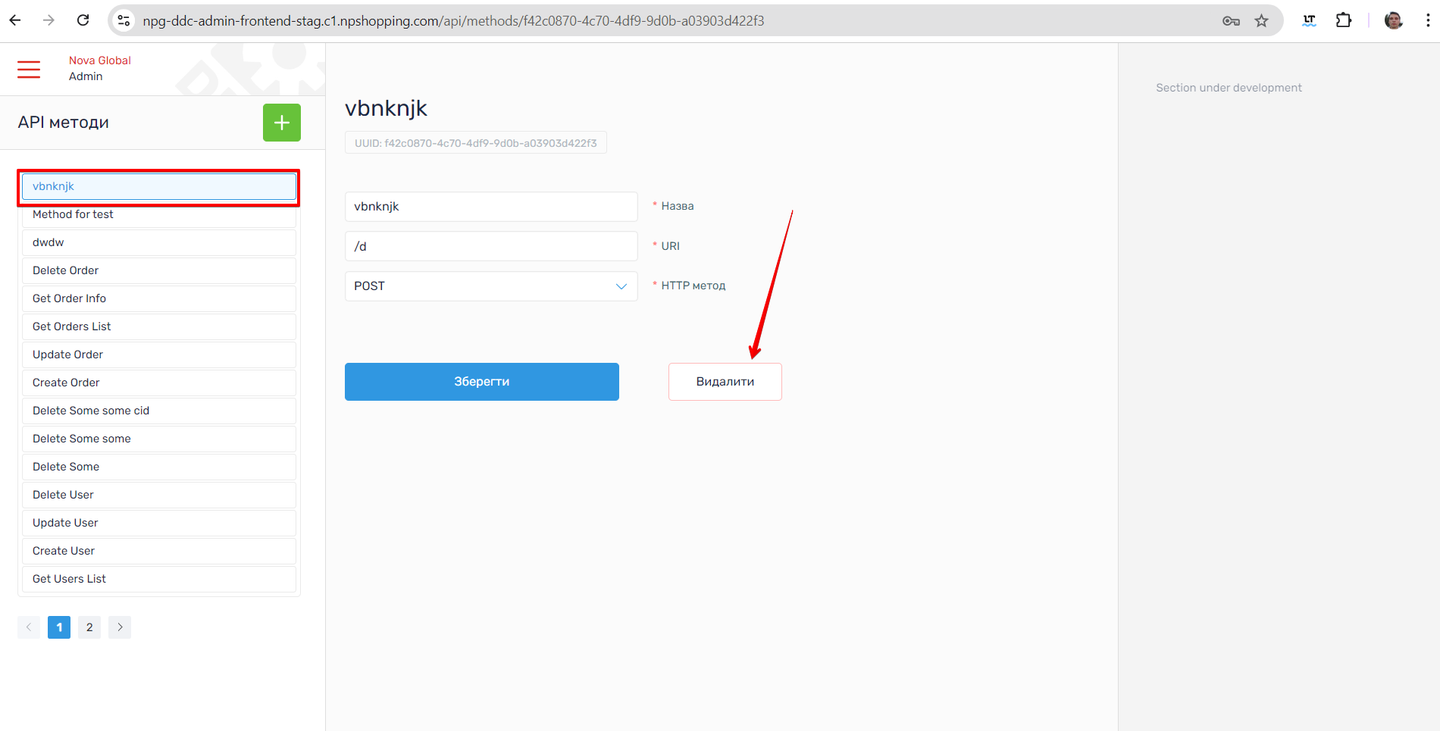 npg-ddc-admin-frontend-stag.c1.npshopping.com/api/methods/f42c0870-4c70-4df9-9d0b-a03903d422f3
LT
Nova Global
Admin
API методи
vbnknjk
Method for test
dwdw
Delete Order
Get Order Info
Get Orders List
Update Order
Create Order
Delete Some some cid
Delete Some some
Delete Some
Delete User
Update User
Create User
Get Users List
1 2
vbnknjk
UUID: f42c0870-4c70-4df9-9d0b-a03903d422f3
vbnknjk * Назва
/d * URI
POST * HTTP метод
Зберегти Видалити
Section under development